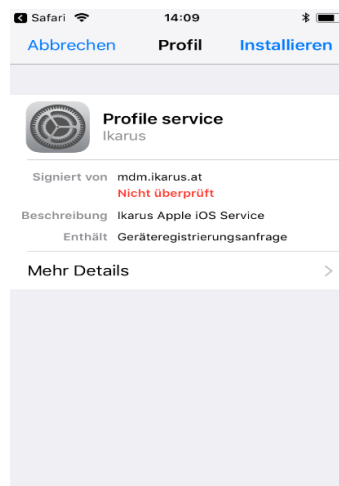 Safari 14:09
Abbrechen Profil Installieren
Profile service
Ikarus
Signiert von mdm.ikarus.at
Nicht überprüft
Beschreibung Ikarus Apple iOS Service
Enthält Geräteregistrierungsanfrage
Mehr Details